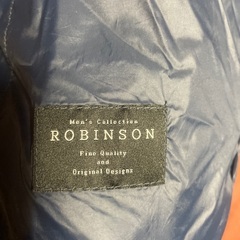 Men's Collection
ROBINSON
Fine Quality
and
Original Designs